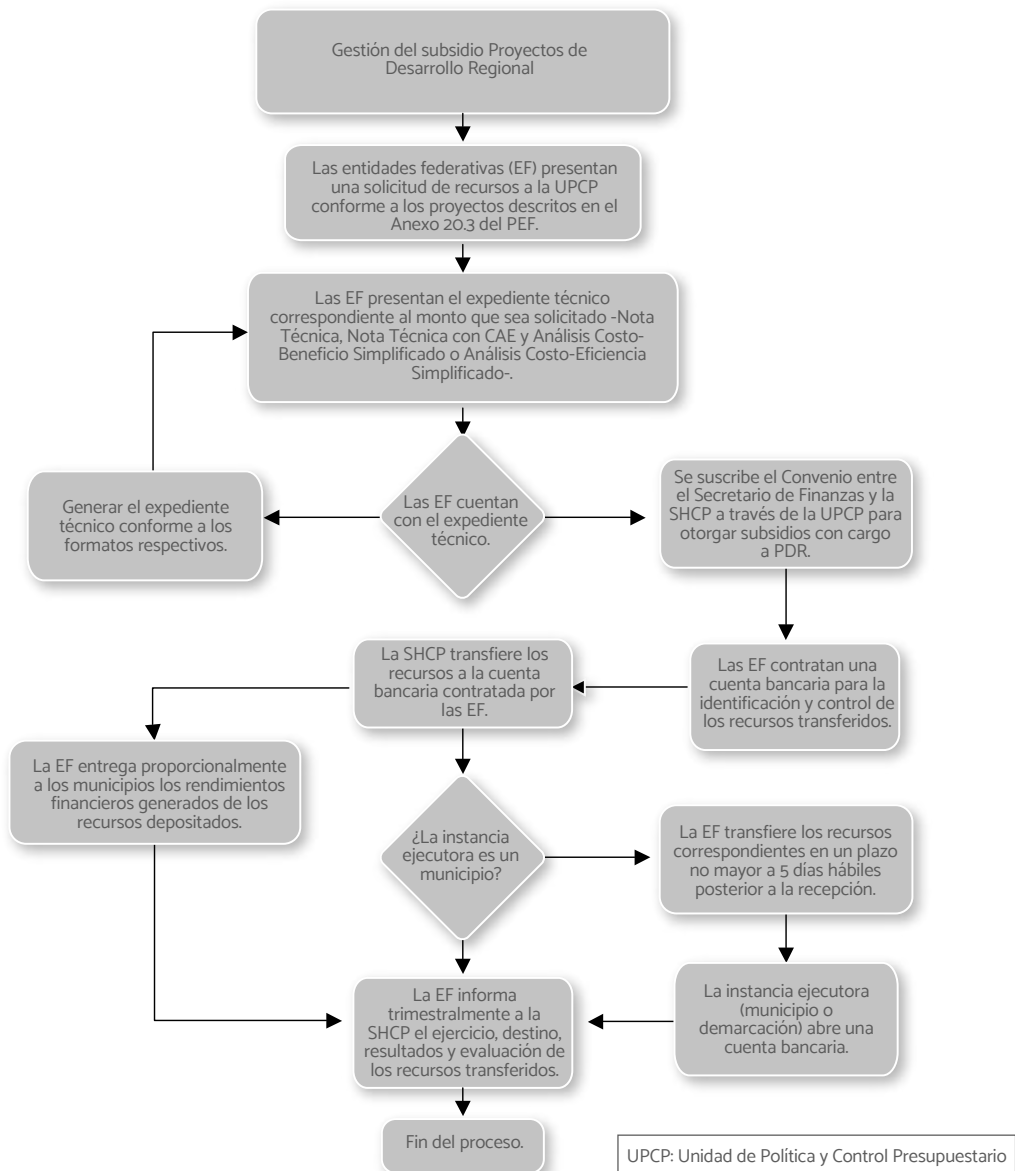 Gestión del subsidio Proyectos de
Desarrollo Regional
Las entidades federativas (EF) presentan
una solicitud de recursos a la UPCP
conforme a los proyectos descritos en el
Anexo 20.3 del PEF.
Las EF presentan el expediente técnico
correspondiente al monto que sea solicitado -Nota
Técnica, Nota Técnica con CAE y Análisis Costo-
Beneficio Simplificado o Análisis Costo-Eficiencia
Simplificado-.
Generar el expediente
técnico conforme a los
formatos respectivos.
Las EF cuentan
con el expediente
técnico.
Se suscribe el Convenio entre
el Secretario de Finanzas y la
SHCP a través de la UPCP para
otorgar subsidios con cargo
a PDR.
La SHCP transfiere los
recursos a la cuenta
bancaria contratada por
las EF.
Las EF contratan una
cuenta bancaria para la
identificación y control de
los recursos transferidos.
La EF entrega proporcionalmente
a los municipios los rendimientos
financieros generados de los
recursos depositados.
¿La instancia
ejecutora es un
municipio?
La EF transfiere los recursos
correspondientes en un plazo
no mayor a 5 días hábiles
posterior a la recepción.
La EF informa
trimestralmente a la
SHCP el ejercicio, destino,
resultados y evaluación de
los recursos transferidos.
La instancia ejecutora
(municipio o
demarcación) abre una
cuenta bancaria.
Fin del proceso.
UPCP: Unidad de Política y Control Presupuestario